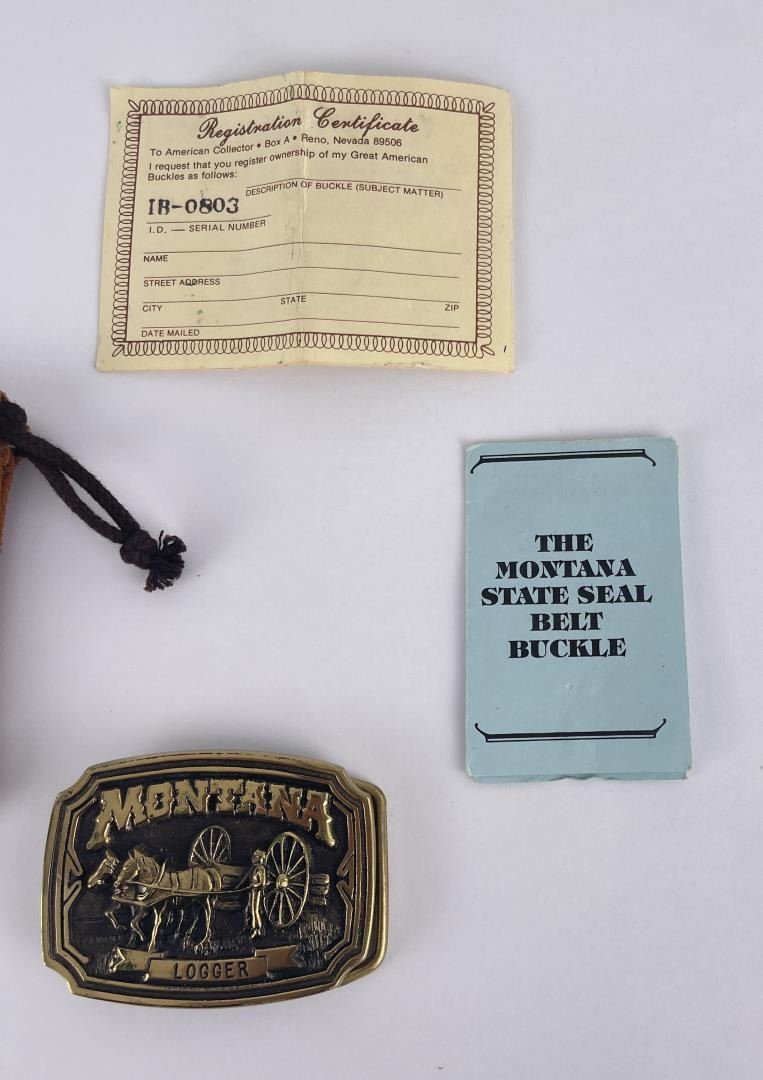 Registration Certificate
To American Collector • Box A • Reno, Nevada 89506
I request that you register ownership of my Great American
Buckles as follows:
DESCRIPTION OF BUCKLE (SUBJECT MATTER)
IB-0803
I.D. — SERIAL NUMBER
NAME
STREET ADDRESS
CITY STATE ZIP
DATE MAILED
THE
MONTANA
STATE SEAL
BELT
BUCKLE
MONTANA
LOGGER